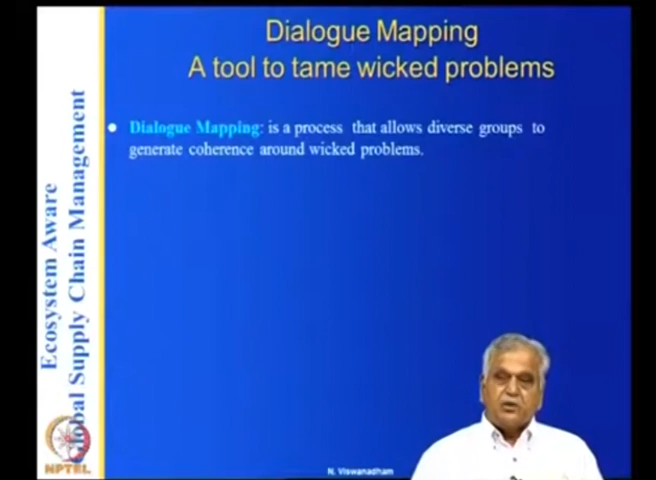 Dialogue Mapping
A tool to tame wicked problems
Dialogue Mapping: is a process that allows diverse groups to
generate coherence around wicked problems.
Ecosystem Aware
Global Supply Chain Management
NPTEL
N. Viswanadham